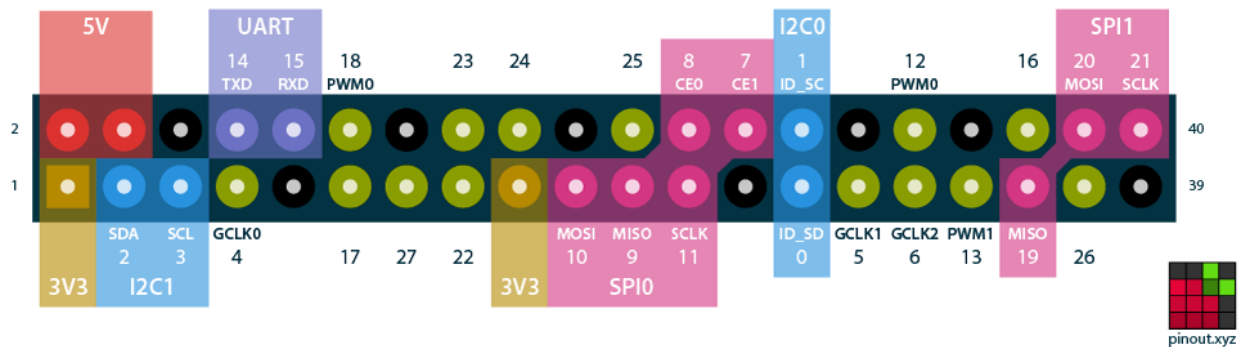 5V UART I2C0 SPI1
14 15 18 23 24 25 8 7 1 12 16 20 21
TXD RXD PWM0 CE0 CE1 ID_SC PWM0 MOSI SCLK
2 40
1 39
SDA SCL GCLK0 MOSI MISO SCLK ID_SD GCLK1 GCLK2 PWM1 MISO
2 3 4 17 27 22 10 9 11 0 5 6 13 19 26
3V3 I2C1 3V3 SPI0
pinout.xyz